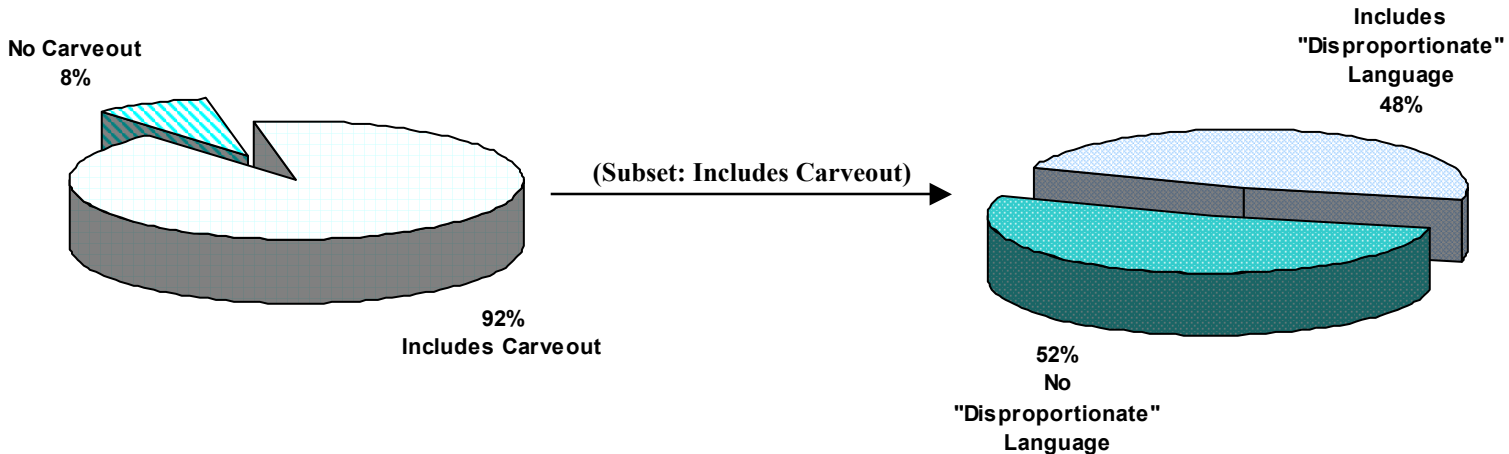 No Carveout
8%
92%
Includes Carveout
(Subset: Includes Carveout)
Includes
"Disproportionate"
Language
48%
52%
No
"Disproportionate"
Language